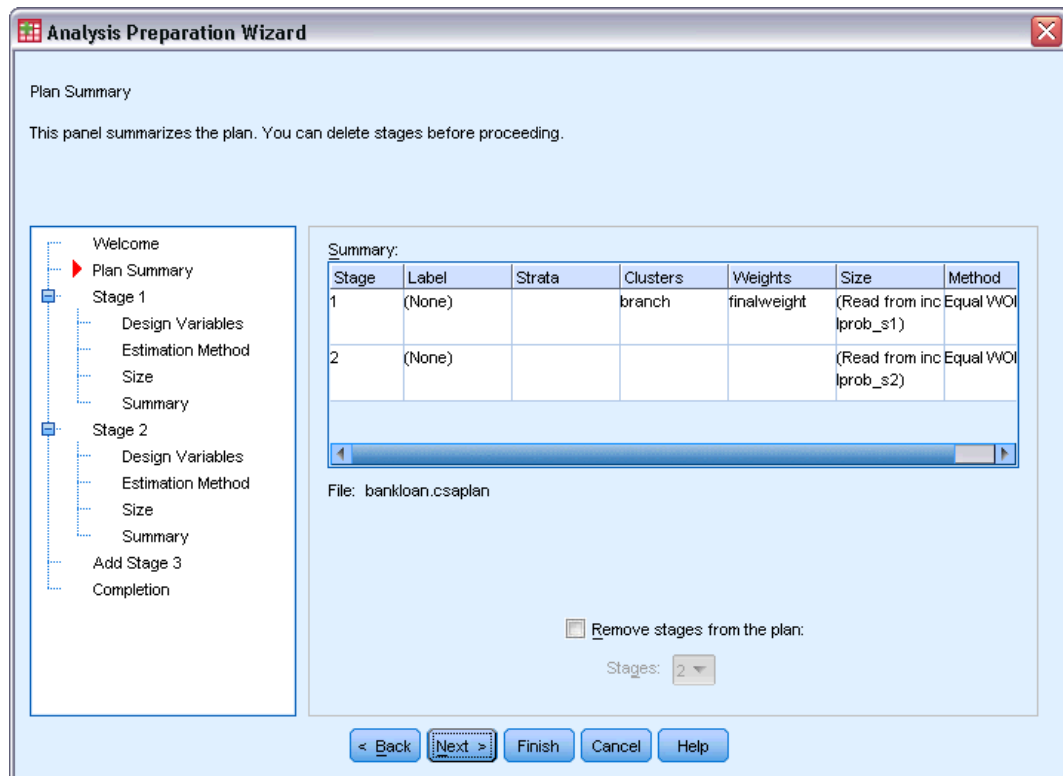 Analysis Preparation Wizard
Plan Summary
This panel summarizes the plan. You can delete stages before proceeding.
Welcome
Plan Summary
Stage 1
Design Variables
Estimation Method
Size
Summary
Stage 2
Design Variables
Estimation Method
Size
Summary
Add Stage 3
Completion
Summary:
Stage Label Strata Clusters Weights Size Method
1 (None) branch finalweight (Read from inc Equal WOI
lprob_s1)
2 (None) (Read from inc Equal WOI
lprob_s2)
File: bankloan.csaplan
Remove stages from the plan:
Stages: 2
< Back Next > Finish Cancel Help